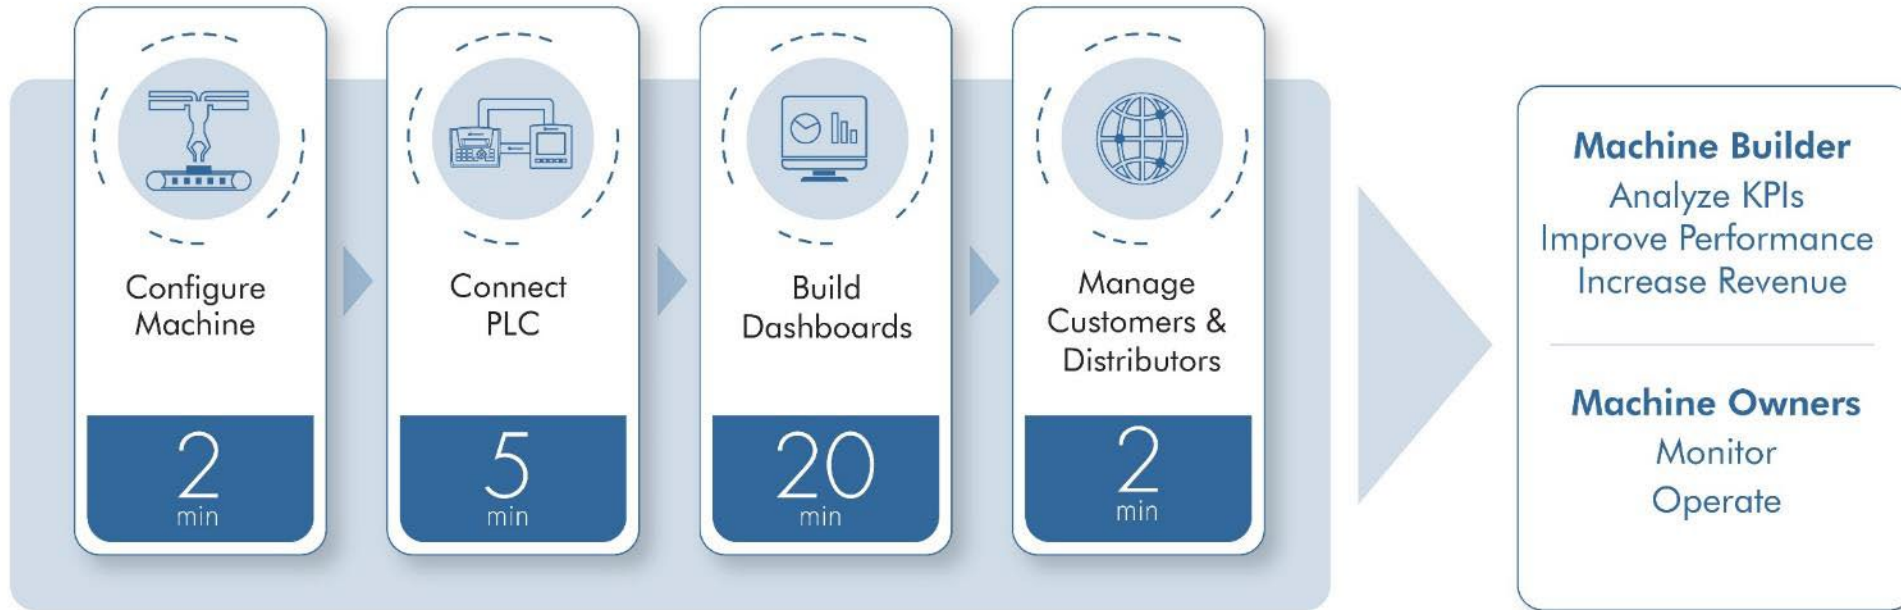 Configure
Machine
2
min
Connect
PLC
5
min
Build
Dashboards
20
min
Manage
Customers &
Distributors
2
min
Machine Builder
Analyze KPIs
Improve Performance
Increase Revenue
Machine Owners
Monitor
Operate